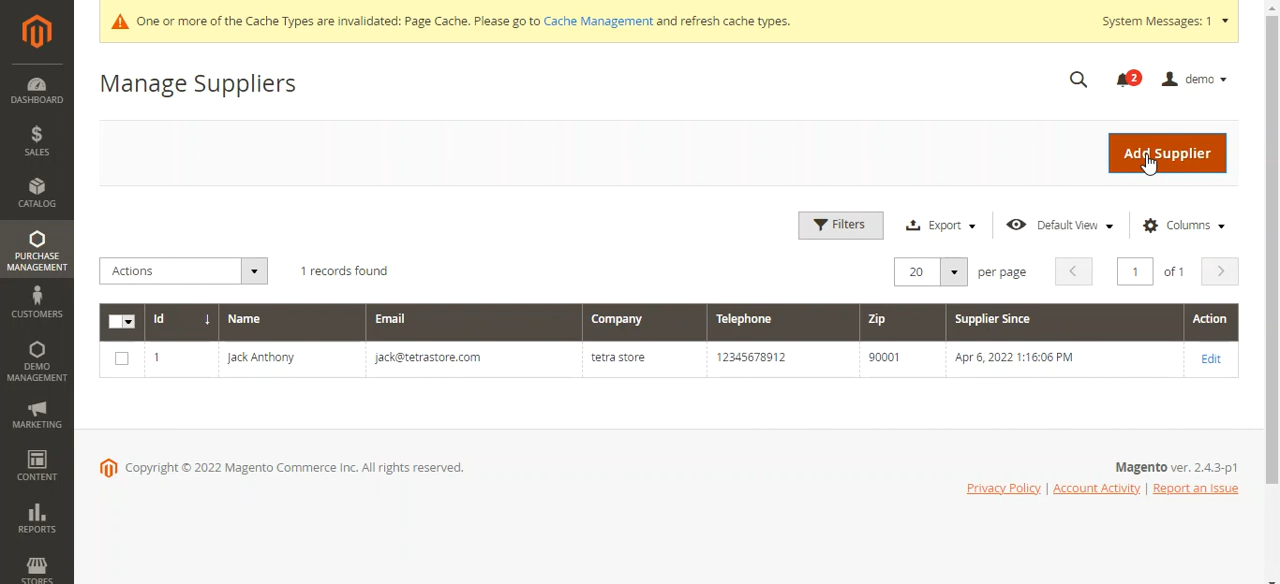 One or more of the Cache Types are invalidated: Page Cache. Please go to Cache Management and refresh cache types. System Messages: 1
Manage Suppliers 2 demo
Add Supplier
Filters Export Default View Columns
Actions 1 records found 20 per page 1 of 1
Id Name Email Company Telephone Zip Supplier Since Action
1 Jack Anthony jack@tetrastore.com tetra store 12345678912 90001 Apr 6, 2022 1:16:06 PM Edit
Copyright © 2022 Magento Commerce Inc. All rights reserved. Magento ver. 2.4.3-p1
Privacy Policy | Account Activity | Report an Issue
DASHBOARD
SALES
CATALOG
PURCHASE
MANAGEMENT
CUSTOMERS
DEMO
MANAGEMENT
MARKETING
CONTENT
REPORTS
STORES